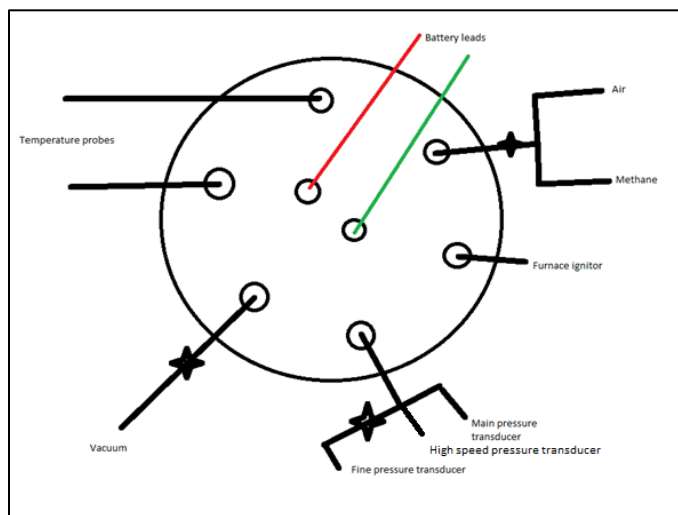 Battery leads
Air
Temperature probes
Methane
Furnace ignitor
Main pressure
transducer
High speed pressure transducer
Vacuum
Fine pressure transducer